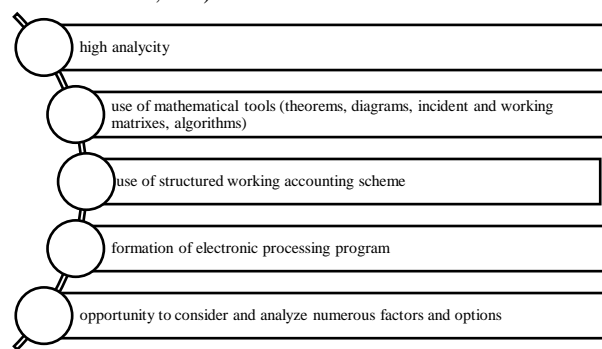 high analycity
use of mathematical tools (theorems, diagrams, incident and working
matrixes, algorithms)
use of structured working accounting scheme
formation of electronic processing program
opportunity to consider and analyze numerous factors and options